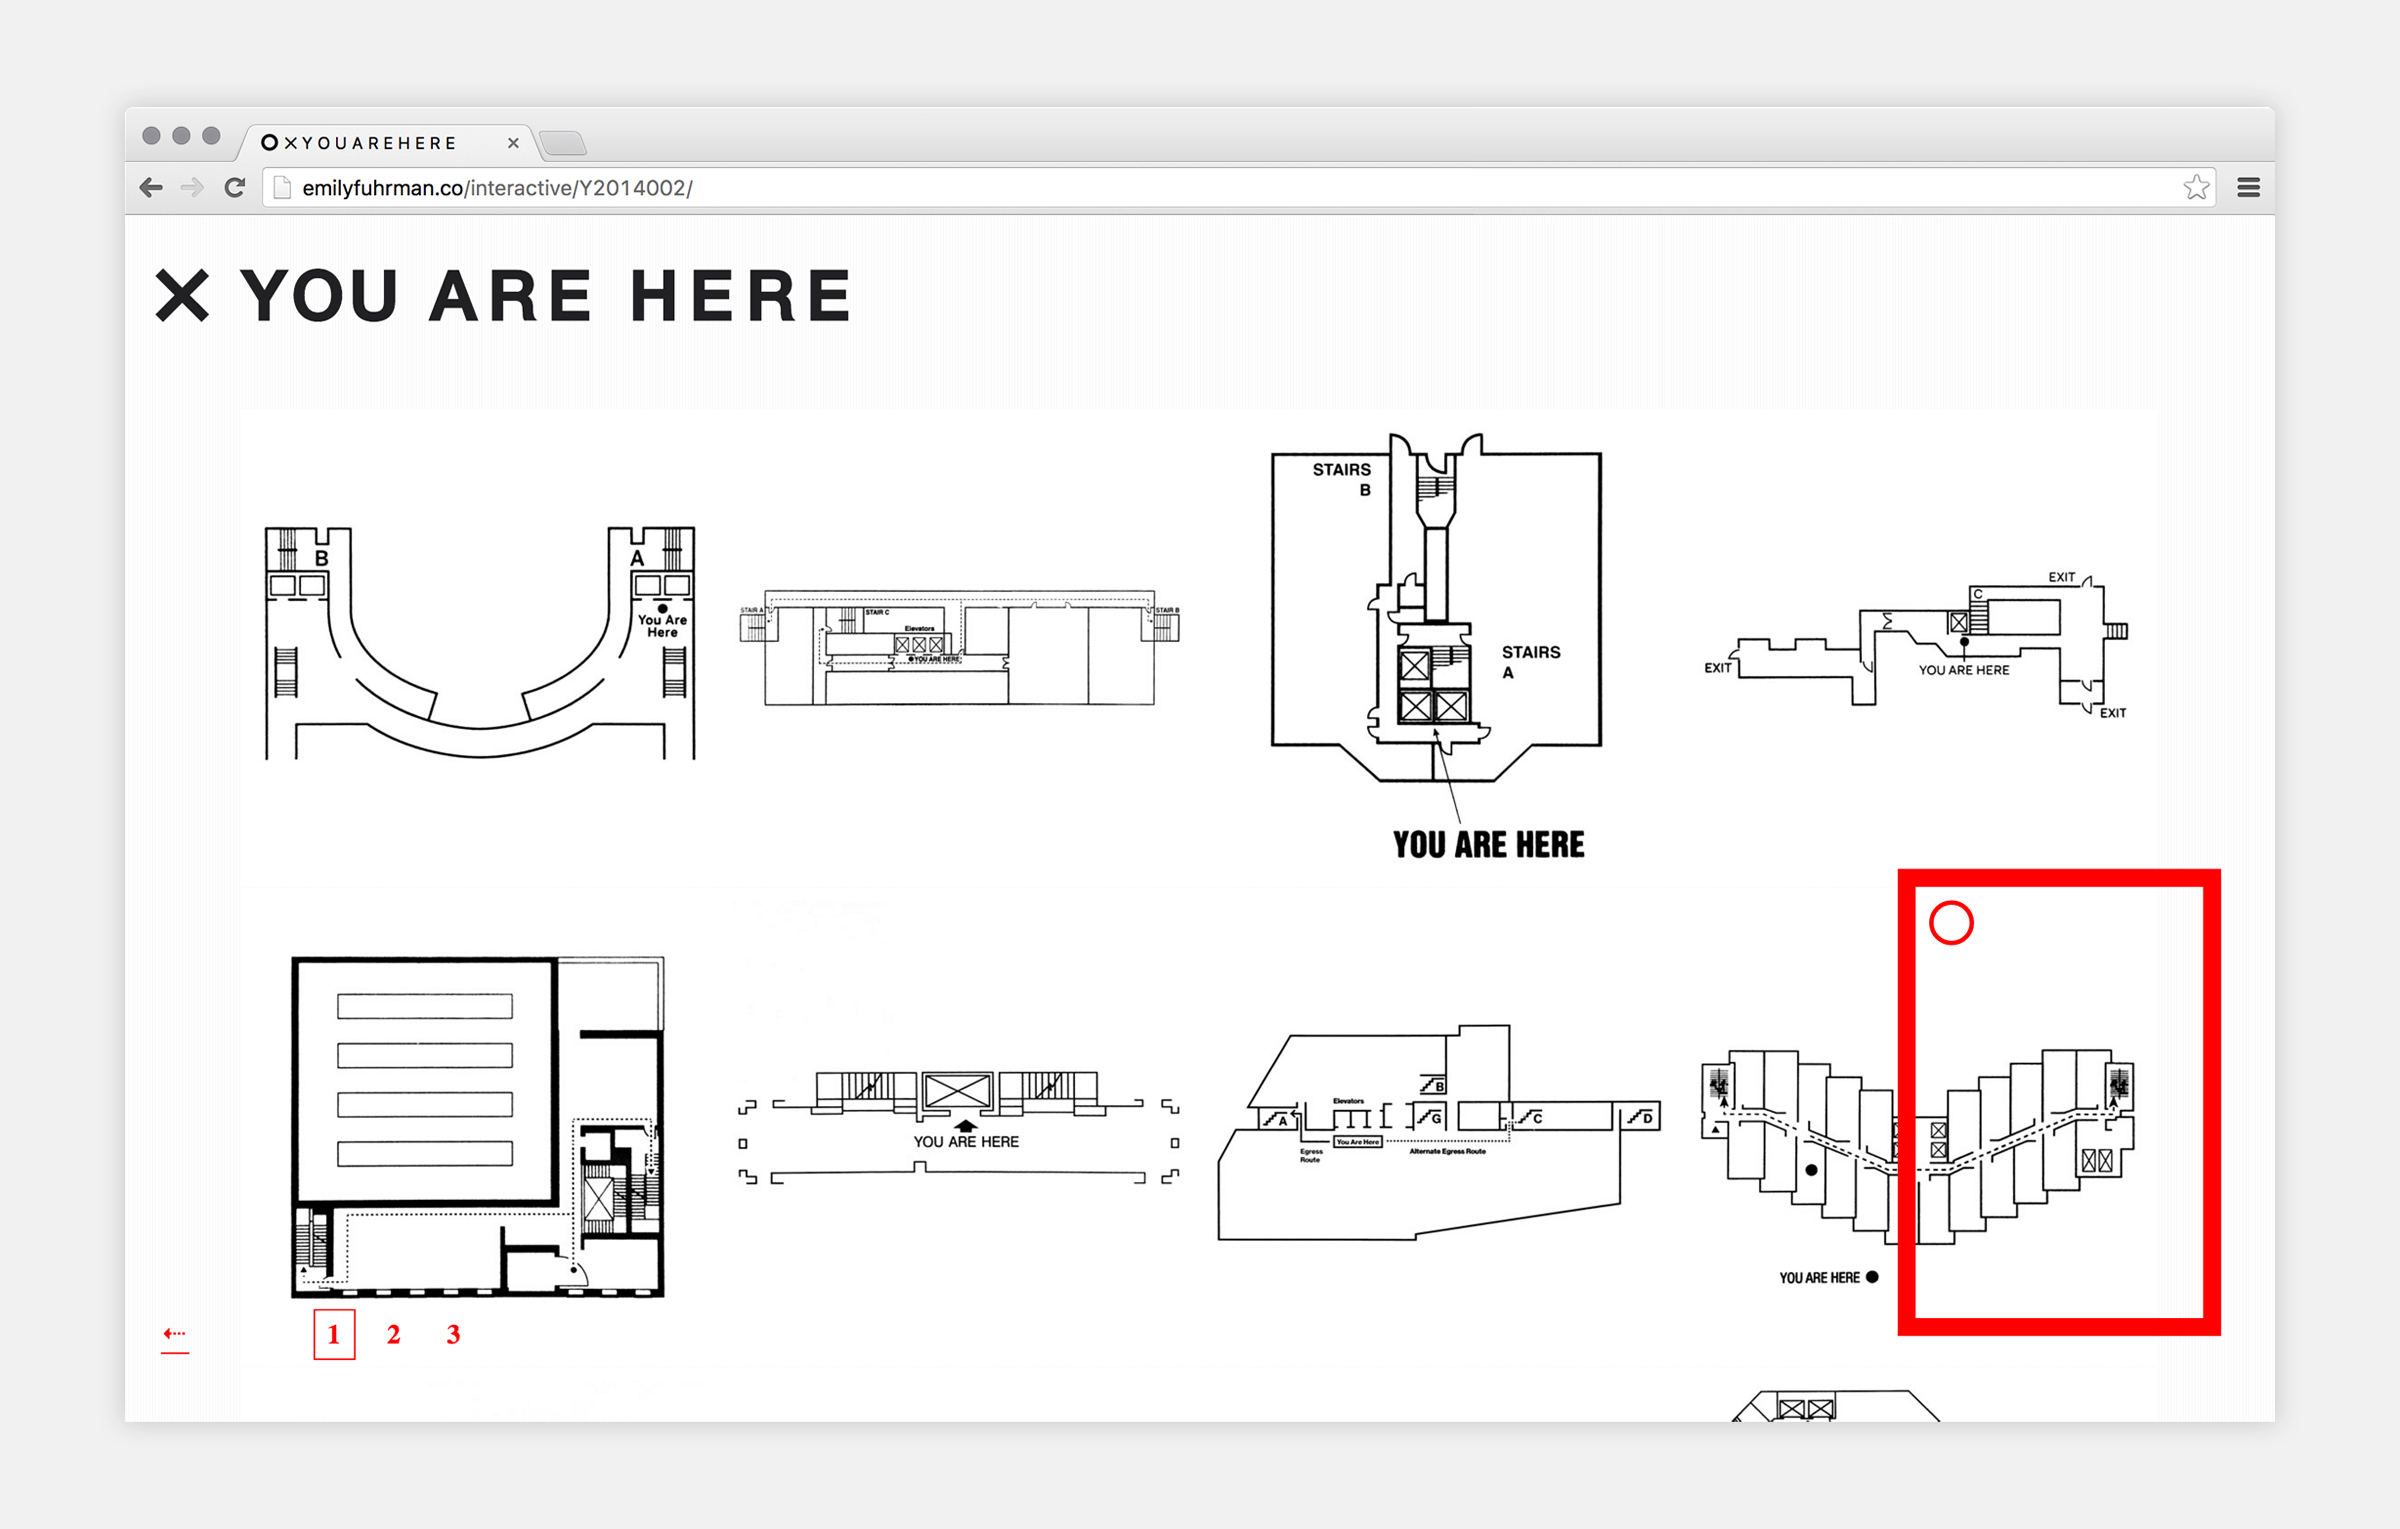 ×YOUAREHERE
emilyfuhrman.co/interactive/Y2014002/
× YOU ARE HERE
B
A
You Are
Here
STAIR A
STAIR C
Elevators
YOU ARE HERE
STAIR B
STAIRS
B
STAIRS
A
YOU ARE HERE
EXIT
C
EXIT
YOU ARE HERE
EXIT
YOU ARE HERE
B
Elevators
A
G
C
D
You Are Here
Egress
Route
Alternate Egress Route
YOU ARE HERE
1 2 3